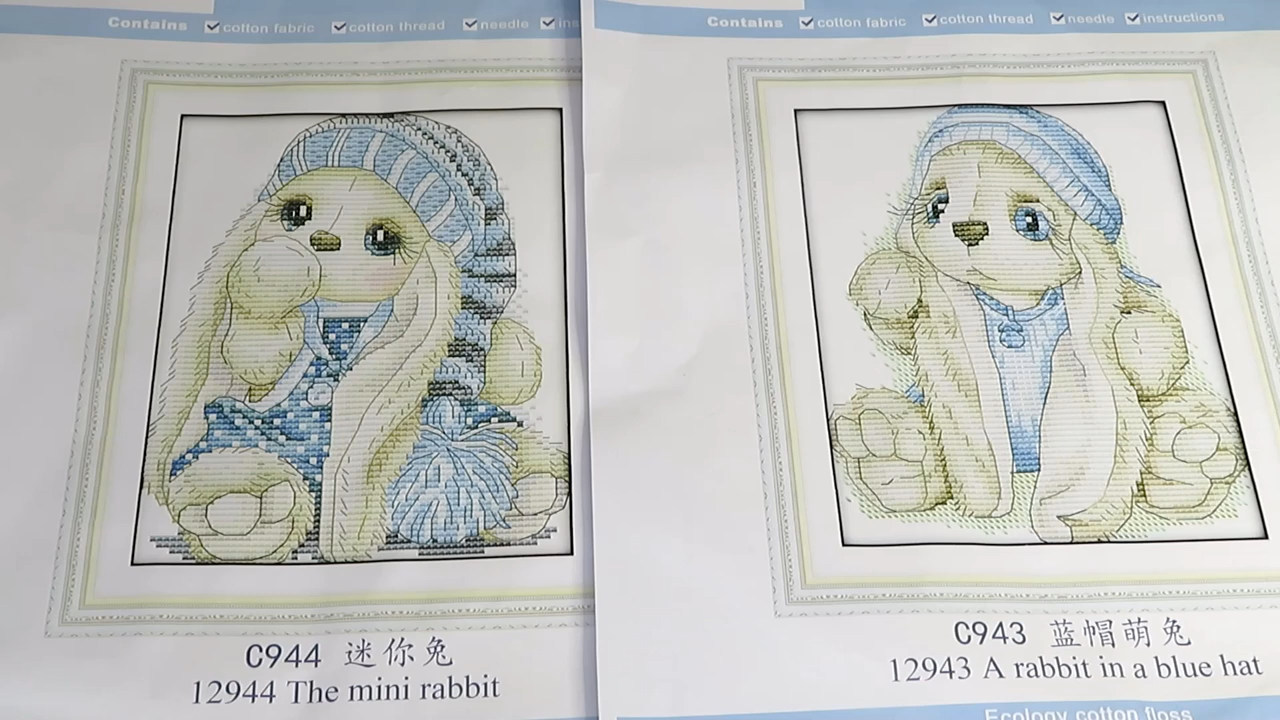 Contains cotton fabric cotton thread needle ins
C944 迷你兔
12944 The mini rabbit
Contains cotton fabric cotton thread needle instructions
C943 蓝帽萌兔
12943 A rabbit in a blue hat
Ecology cotton floss